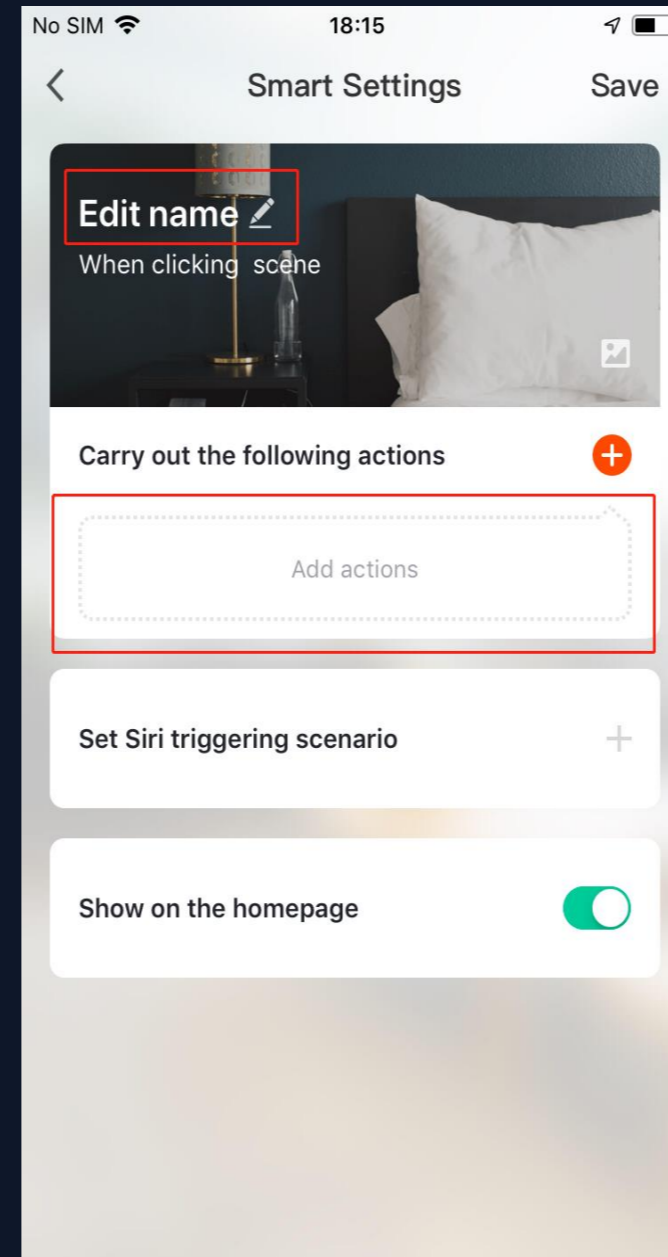 No SIM 18:15
Smart Settings Save
Edit name
When clicking scene
Carry out the following actions
Add actions
Set Siri triggering scenario
Show on the homepage